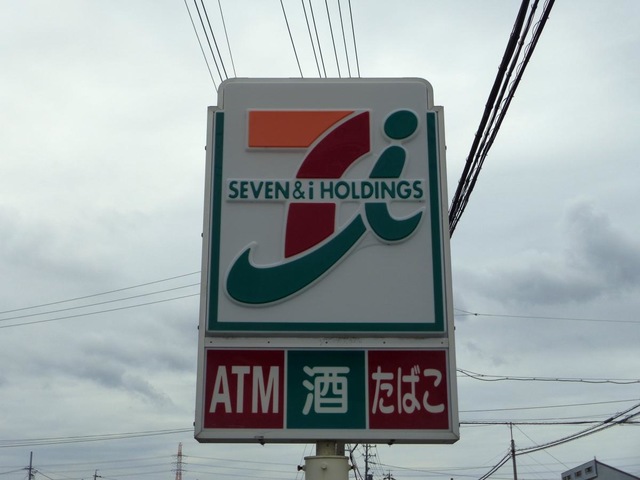 SEVEN&i HOLDINGS
ATM 酒 たばこ